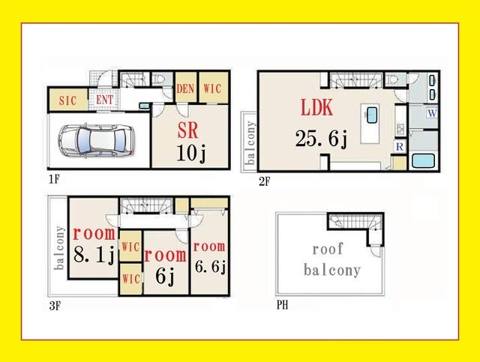 SIC
ENT
DEN
WIC
SR
10j
1F
balcony
LDK
25.6j
W
R
2F
balcony
room
8.1j
WIC
WIC
room
6j
room
6.6j
3F
roof
balcony
PH